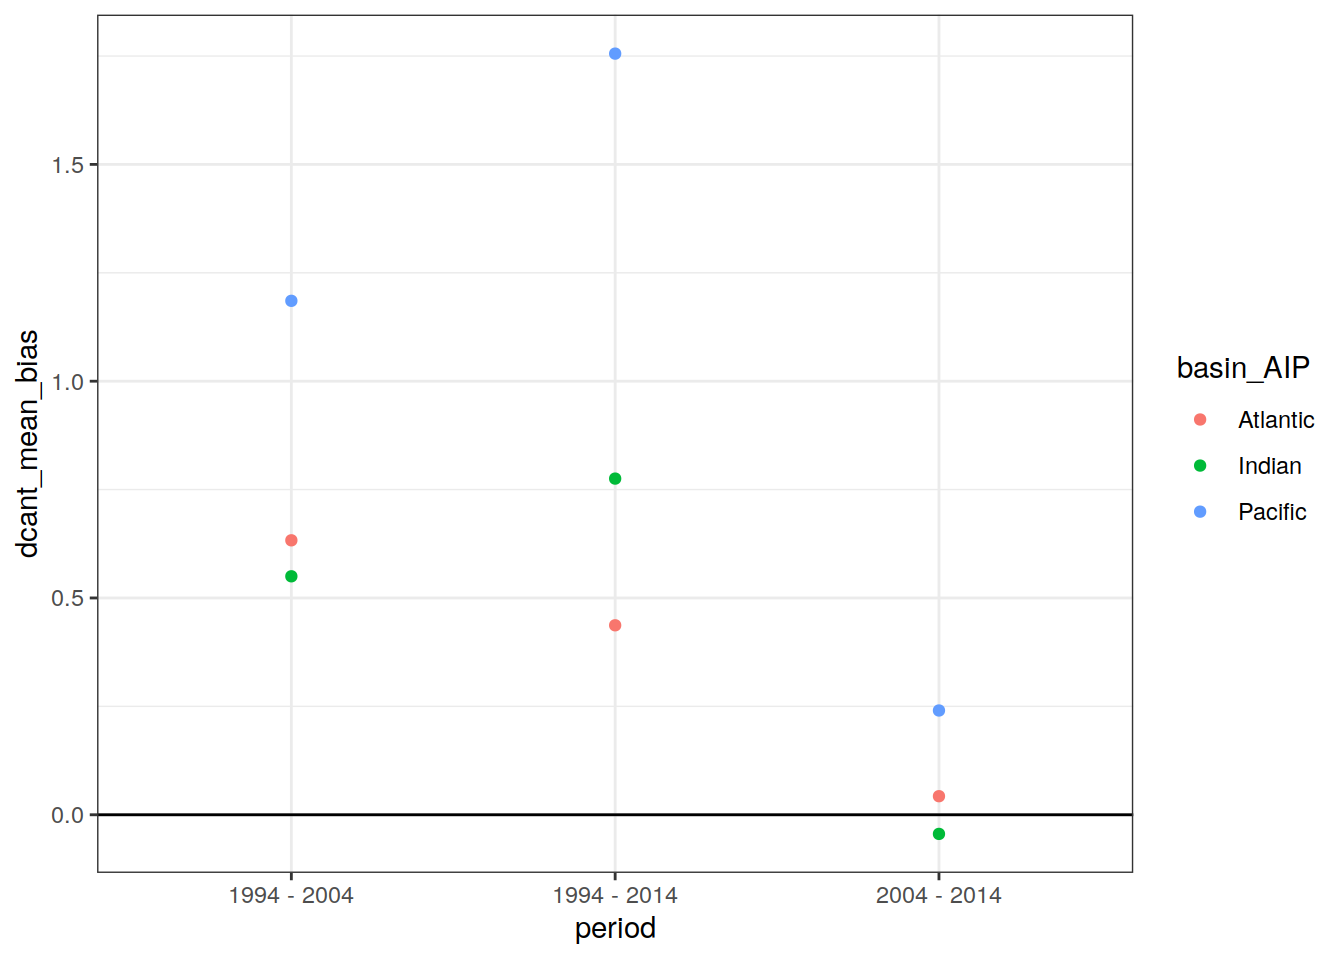 dcant_mean_bias
1.5
1.0
0.5
0.0
1994 - 2004
1994 - 2014
2004 - 2014
period
basin_AIP
Atlantic
Indian
Pacific